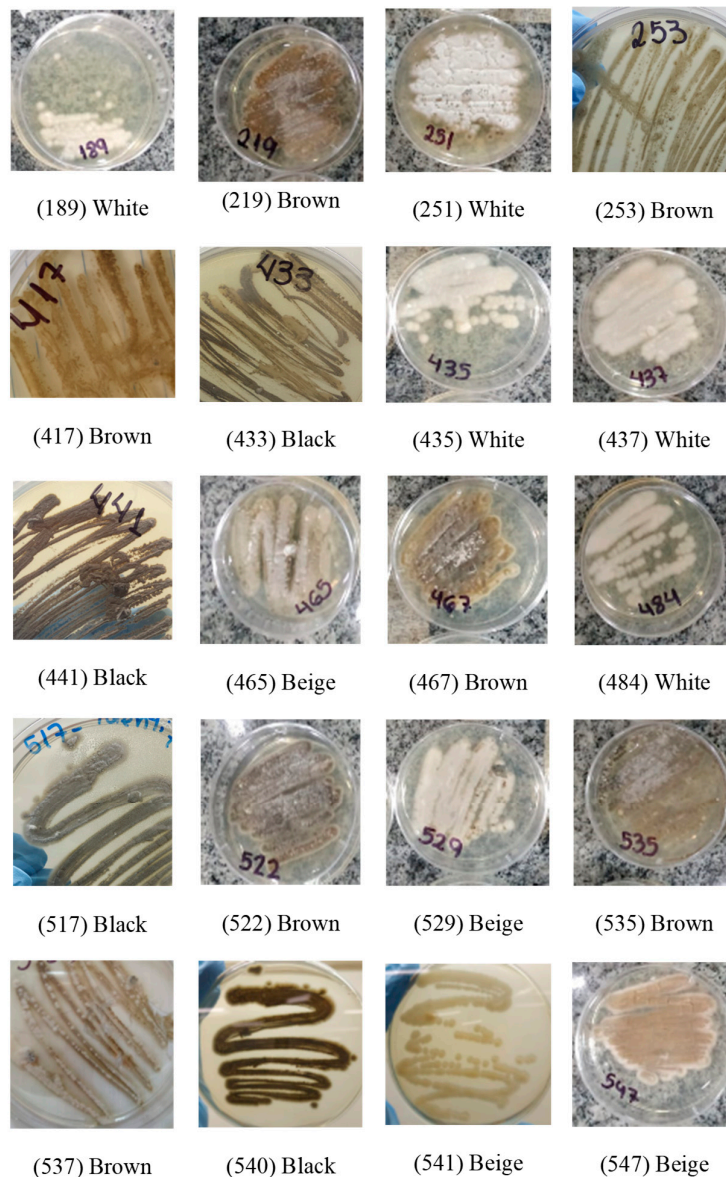 253
189
219
251
(189) White
(219) Brown
(251) White
(253) Brown
417
433
435
437
(417) Brown
(433) Black
(435) White
(437) White
441
465
467
484
(441) Black
(465) Beige
(467) Brown
(484) White
517_
522
529
535
(517) Black
(522) Brown
(529) Beige
(535) Brown
547
(537) Brown
(540) Black
(541) Beige
(547) Beige